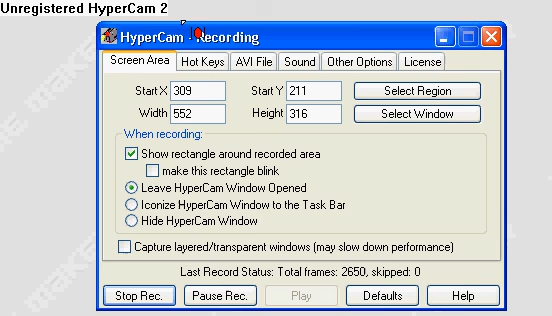 Unregistered HyperCam 2
HyperCam - Recording
Screen Area Hot Keys AVI File Sound Other Options License
Start X 309 Start Y 211 Select Region
Width 552 Height 316 Select Window
When recording:
Show rectangle around recorded area
make this rectangle blink
Leave HyperCam Window Opened
Iconize HyperCam Window to the Task Bar
Hide HyperCam Window
Capture layered/transparent windows (may slow down performance)
Last Record Status: Total frames: 2650, skipped: 0
Stop Rec. Pause Rec. Play Defaults Help